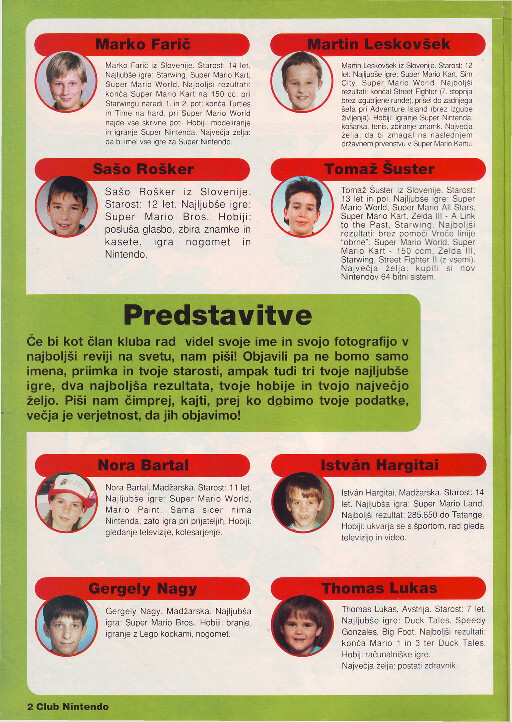 Marko Farič
Marko Farič iz Slovenije. Starost: 14 let.
Najljubše igre: Starwing, Super Mario Kart,
Super Mario World. Najboljši rezultati:
konča Super Mario Kart na 150 cc, pri
Starwingu naredi 1. in 2. pot; konča Turtles
in Time na hard, pri Super Mario World
najde vse skrivne poti. Hobiji: modeliranje
in igranje Super Nintenda. Največja želja:
da bi imel vse igre za Super Nintendo.
Martin Leskovšek
Martin Leskovšek iz Slovenije. Starost: 12
let. Najljubše igre: Super Mario Kart, Sim
City, Super Mario World. Najboljši
rezultati: končal Street Fighter (7. stopnja
brez izgubljene runde), prišel do zadnjega
šefa pri Adventure Island (brez izgube
življenja). Hobiji: igranje Super Nintenda,
košarka, tenis, zbiranje znamk. Največja
želja: da bi zmagal na naslednjem
državnem prvenstvu v Super Mario Kartu.
Sašo Rošker
Sašo Rošker iz Slovenije.
Starost: 12 let. Najljubše igre:
Super Mario Bros. Hobiji:
posluša glasbo, zbira znamke in
kasete, igra nogomet in
Nintendo.
Tomaž Šuster
Tomaž Šuster iz Slovenije. Starost:
13 let in pol. Najljubše igre: Super
Mario World, Super Mario All Stars,
Super Mario Kart, Zelda III - A Link
to the Past, Starwing. Najboljši
rezultati: brez pomoči Vroče linije
"obrne": Super Mario World, Super
Mario Kart - 150 ccm, Zelda III,
Starwing, Street Fighter II (z vsemi).
Največja želja: kupiti si nov
Nintendov 64 bitni sistem.
Predstavitve
Če bi kot član kluba rad videl svoje ime in svojo fotografijo v
najboljši reviji na svetu, nam piši! Objavili pa ne bomo samo
imena, priimka in tvoje starosti, ampak tudi tri tvoje najljubše
igre, dva najboljša rezultata, tvoje hobije in tvojo največjo
željo. Piši nam čimprej, kajti, prej ko dobimo tvoje podatke,
večja je verjetnost, da jih objavimo!
Nora Bartal
Nora Bartal, Madžarska. Starost: 11 let.
Najljubše igre: Super Mario World,
Mario Paint. Sama sicer nima
Nintenda, zato igra pri prijateljih. Hobiji:
gledanje televizije, kolesarjenje.
István Hargitai
István Hargitai, Madžarska. Starost: 14
let. Najljubše igre: Super Mario Land.
Najboljši rezultat: 285.650 do Tatange.
Hobiji: ukvarja se s športom, rad gleda
televizijo in video.
Gergely Nagy
Gergely Nagy, Madžarska. Najljubša
igra: Super Mario Bros. Hobiji: branje,
igranje z Lego kockami, nogomet.
Thomas Lukas
Thomas Lukas, Avstrija. Starost: 7 let.
Najljubše igre: Duck Tales, Speedy
Gonzales, Big Foot. Najboljši rezultati:
konča Mario 1 in 3 ter Duck Tales.
Hobi: računalniške igre.
Največja želja: postati zdravnik.
2 Club Nintendo